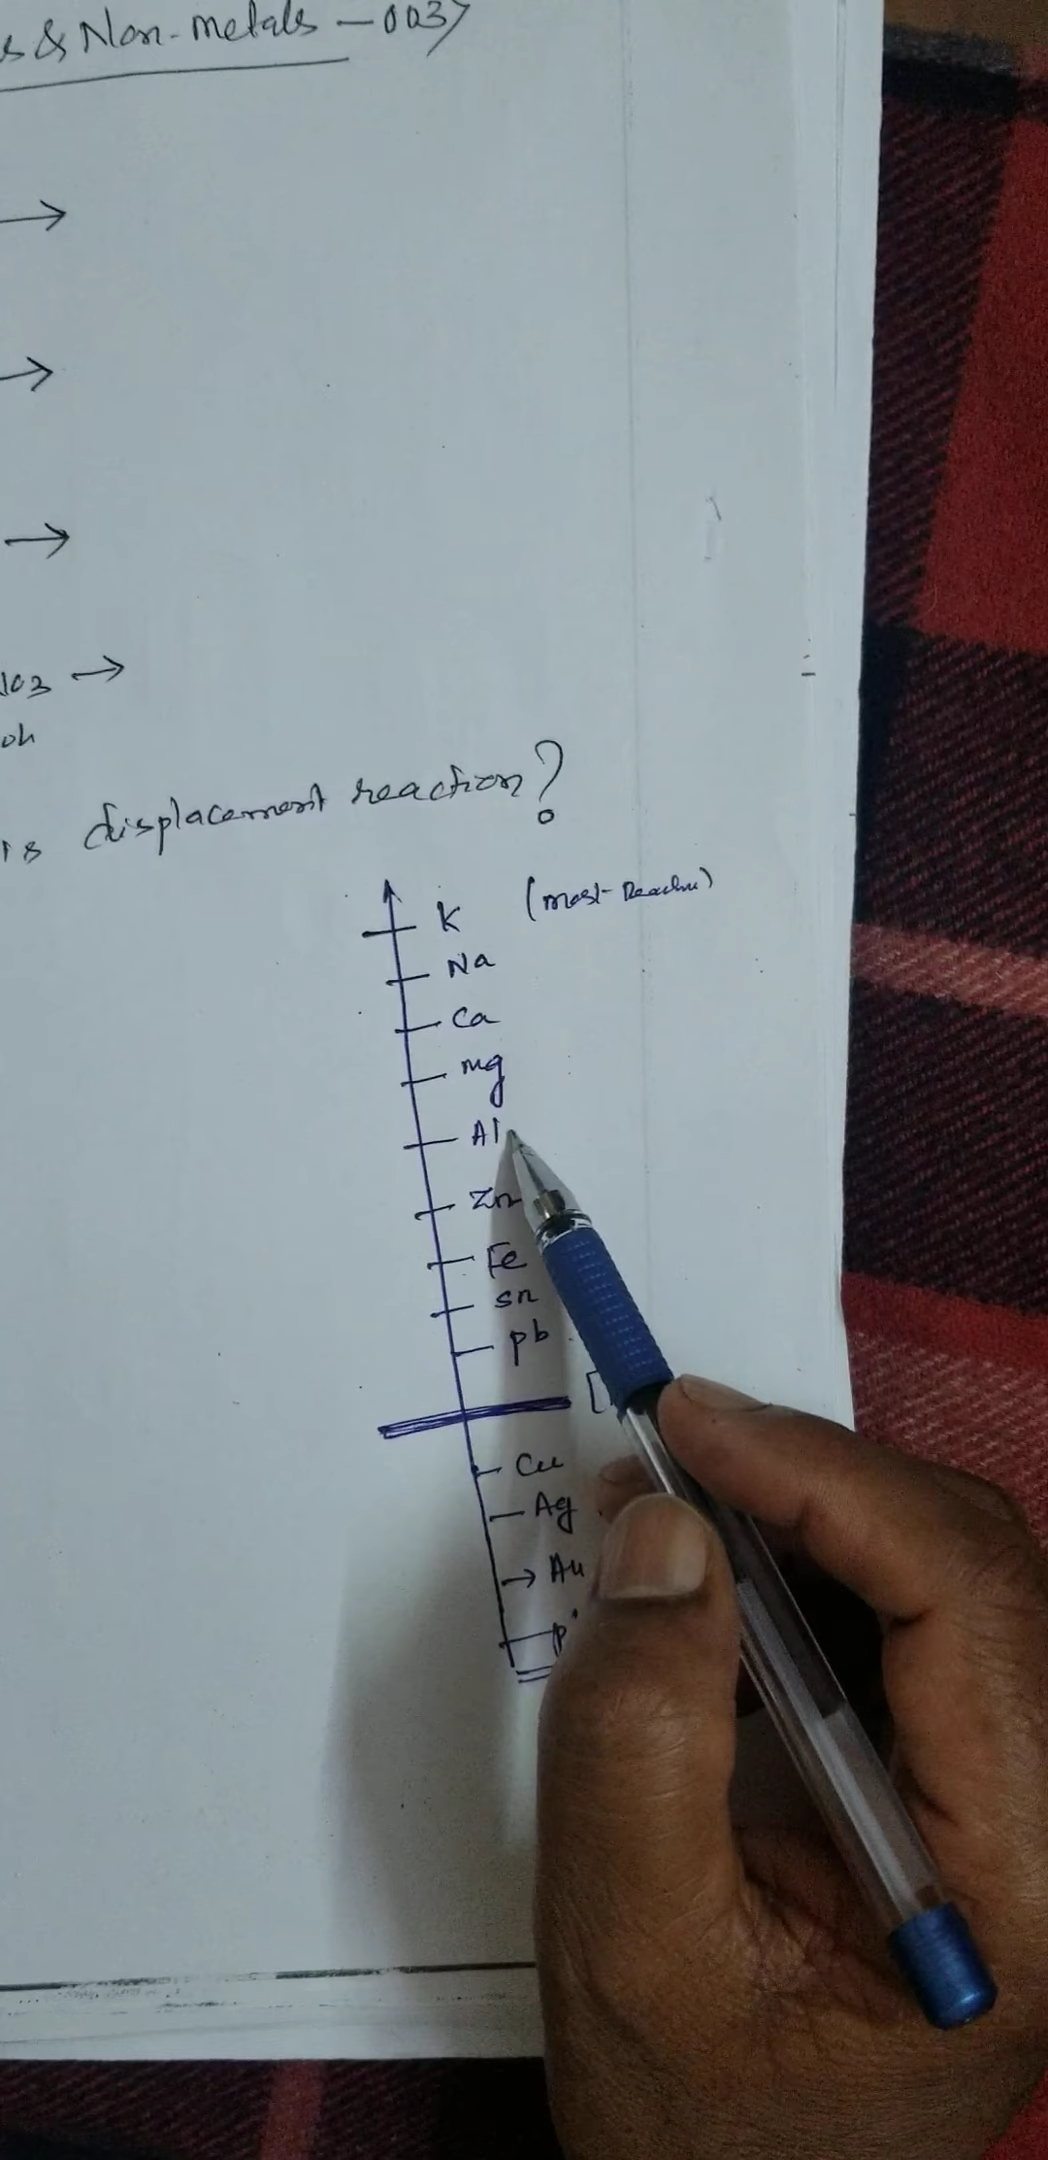 s & Non-metals - 003
→
→
→
NO3 →
oh
is displacement reaction?
K (most-Reactive)
Na
Ca
mg
Al
Zn
Fe
sn
pb
[
Cu
Ag
→ Au